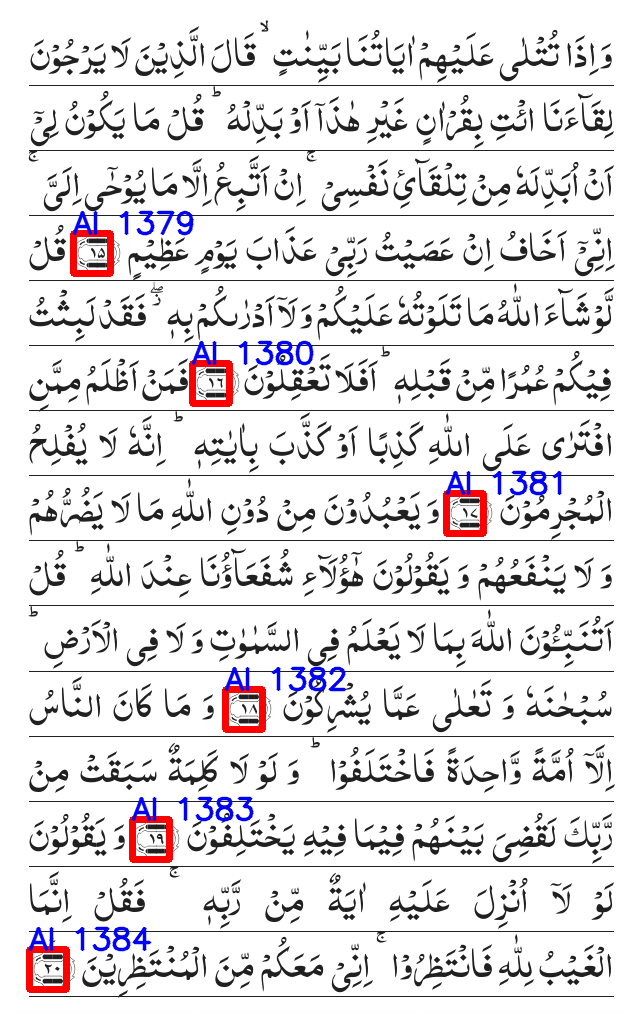 وَاِذَا تُتْلٰى عَلَيْهِمْ اٰيَاتُنَا بَيِّنٰتٍ ۙ قَالَ الَّذِيْنَ لَا يَرْجُوْنَ
لِقَآءَنَا ائْتِ بِقُرْاٰنٍ غَيْرِ هٰذَآ اَوْ بَدِّلْهُ ؕ قُلْ مَا يَكُوْنُ لِيْۤ
اَنْ اُبَدِّلَهٗ مِنْ تِلْقَآئِ نَفْسِيْ ۚ اِنْ اَتَّبِعُ اِلَّا مَا يُوْحٰۤى اِلَيَّ ۚ
AI 1379
اِنِّيْۤ اَخَافُ اِنْ عَصَيْتُ رَبِّيْ عَذَابَ يَوْمٍ عَظِيْمٍ ١٥ قُلْ
لَّوْ شَآءَ اللّٰهُ مَا تَلَوْتُهٗ عَلَيْكُمْ وَلَآ اَدْرٰىكُمْ بِهٖ ۖ فَقَدْ لَبِثْتُ
AI 1380
فِيْكُمْ عُمُرًا مِّنْ قَبْلِهٖ ؕ اَفَلَا تَعْقِلُوْنَ ١٦ فَمَنْ اَظْلَمُ مِمَّنِ
افْتَرٰى عَلَى اللّٰهِ كَذِبًا اَوْ كَذَّبَ بِاٰيٰتِهٖ ؕ اِنَّهٗ لَا يُفْلِحُ
AI 1381
الْمُجْرِمُوْنَ ١٧ وَ يَعْبُدُوْنَ مِنْ دُوْنِ اللّٰهِ مَا لَا يَضُرُّهُمْ
وَ لَا يَنْفَعُهُمْ وَ يَقُوْلُوْنَ هٰٓؤُلَآءِ شُفَعَآؤُنَا عِنْدَ اللّٰهِ ؕ قُلْ
اَتُنَبِّـُٔوْنَ اللّٰهَ بِمَا لَا يَعْلَمُ فِي السَّمٰوٰتِ وَ لَا فِي الْاَرْضِ ؕ
AI 1382
سُبْحٰنَهٗ وَ تَعٰلٰى عَمَّا يُشْرِكُوْنَ ١٨ وَ مَا كَانَ النَّاسُ
اِلَّآ اُمَّةً وَّاحِدَةً فَاخْتَلَفُوْا ؕ وَ لَوْ لَا كَلِمَةٌ سَبَقَتْ مِنْ
AI 1383
رَّبِّكَ لَقُضِيَ بَيْنَهُمْ فِيْمَا فِيْهِ يَخْتَلِفُوْنَ ١٩ وَ يَقُوْلُوْنَ
لَوْ لَآ اُنْزِلَ عَلَيْهِ اٰيَةٌ مِّنْ رَّبِّهٖ ۚ فَقُلْ اِنَّمَا
AI 1384
الْغَيْبُ لِلّٰهِ فَانْتَظِرُوْا ۚ اِنِّيْ مَعَكُمْ مِّنَ الْمُنْتَظِرِيْنَ ٢٠